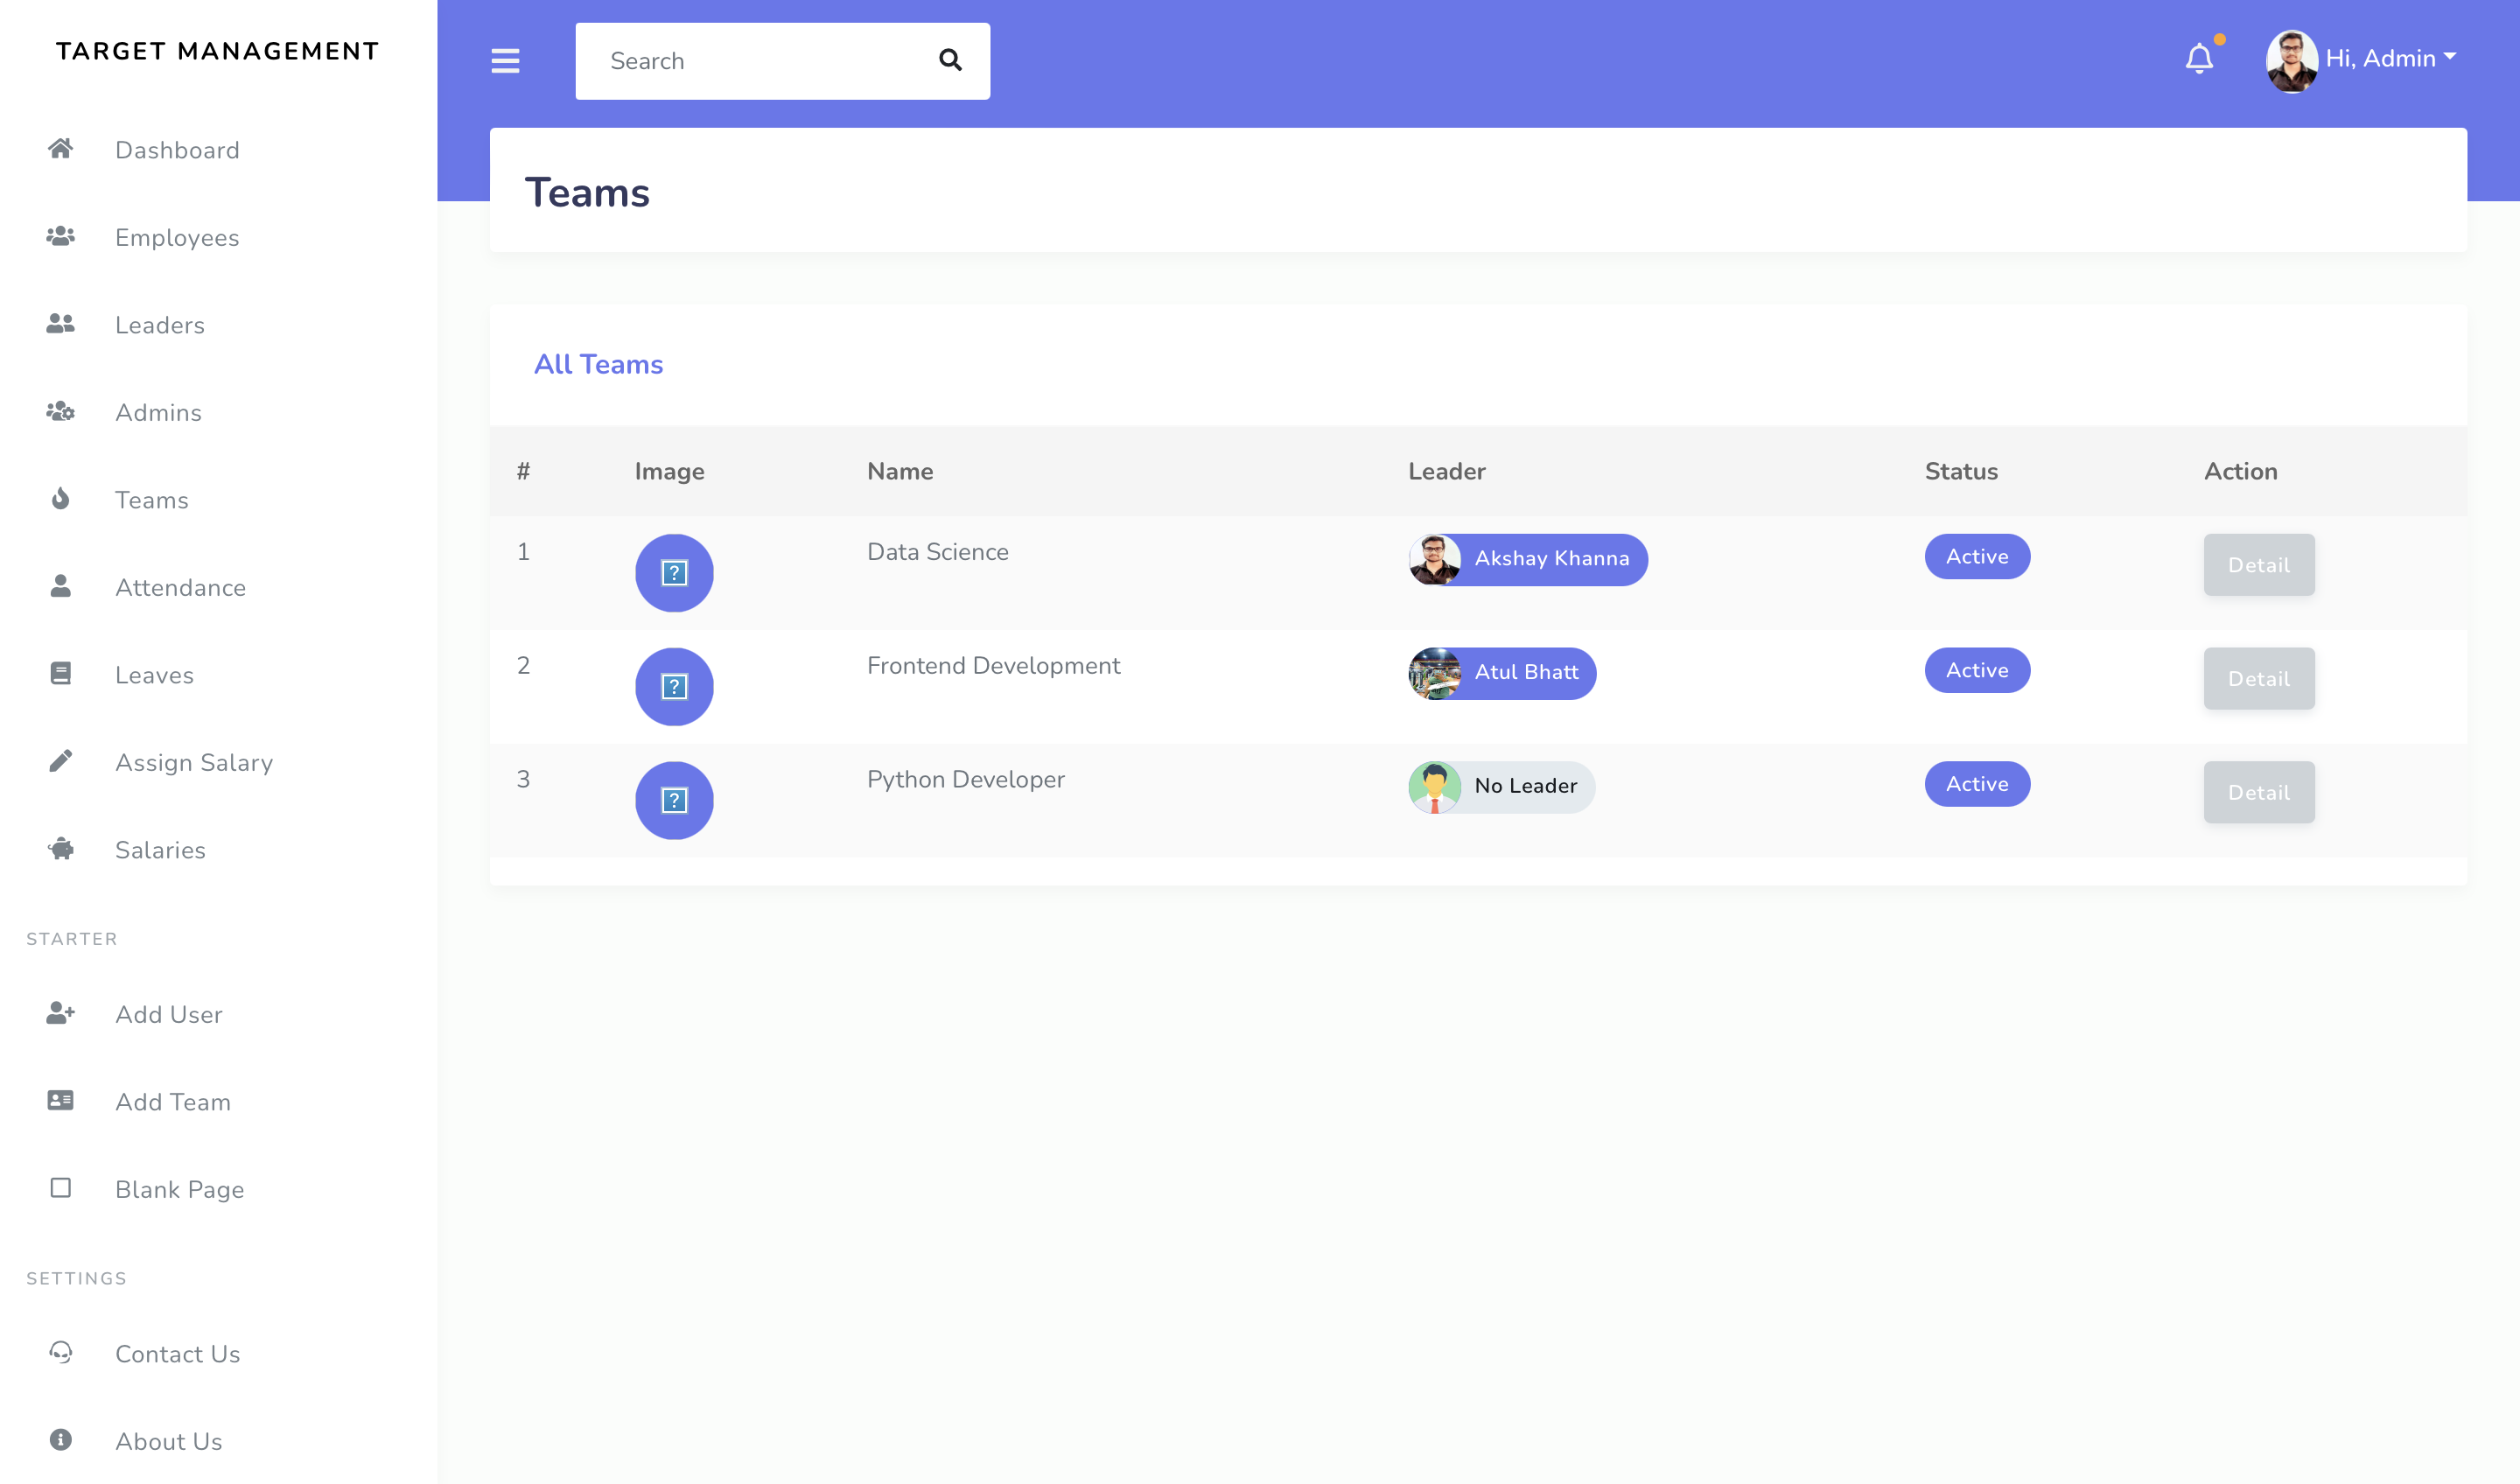 TARGET MANAGEMENT
Dashboard
Employees
Leaders
Admins
Teams
Attendance
Leaves
Assign Salary
Salaries
STARTER
Add User
Add Team
Blank Page
SETTINGS
Contact Us
About Us
Search
Hi, Admin
Teams
All Teams
# Image Name Leader Status Action
1 ? Data Science Akshay Khanna Active Detail
2 ? Frontend Development Atul Bhatt Active Detail
3 ? Python Developer No Leader Active Detail